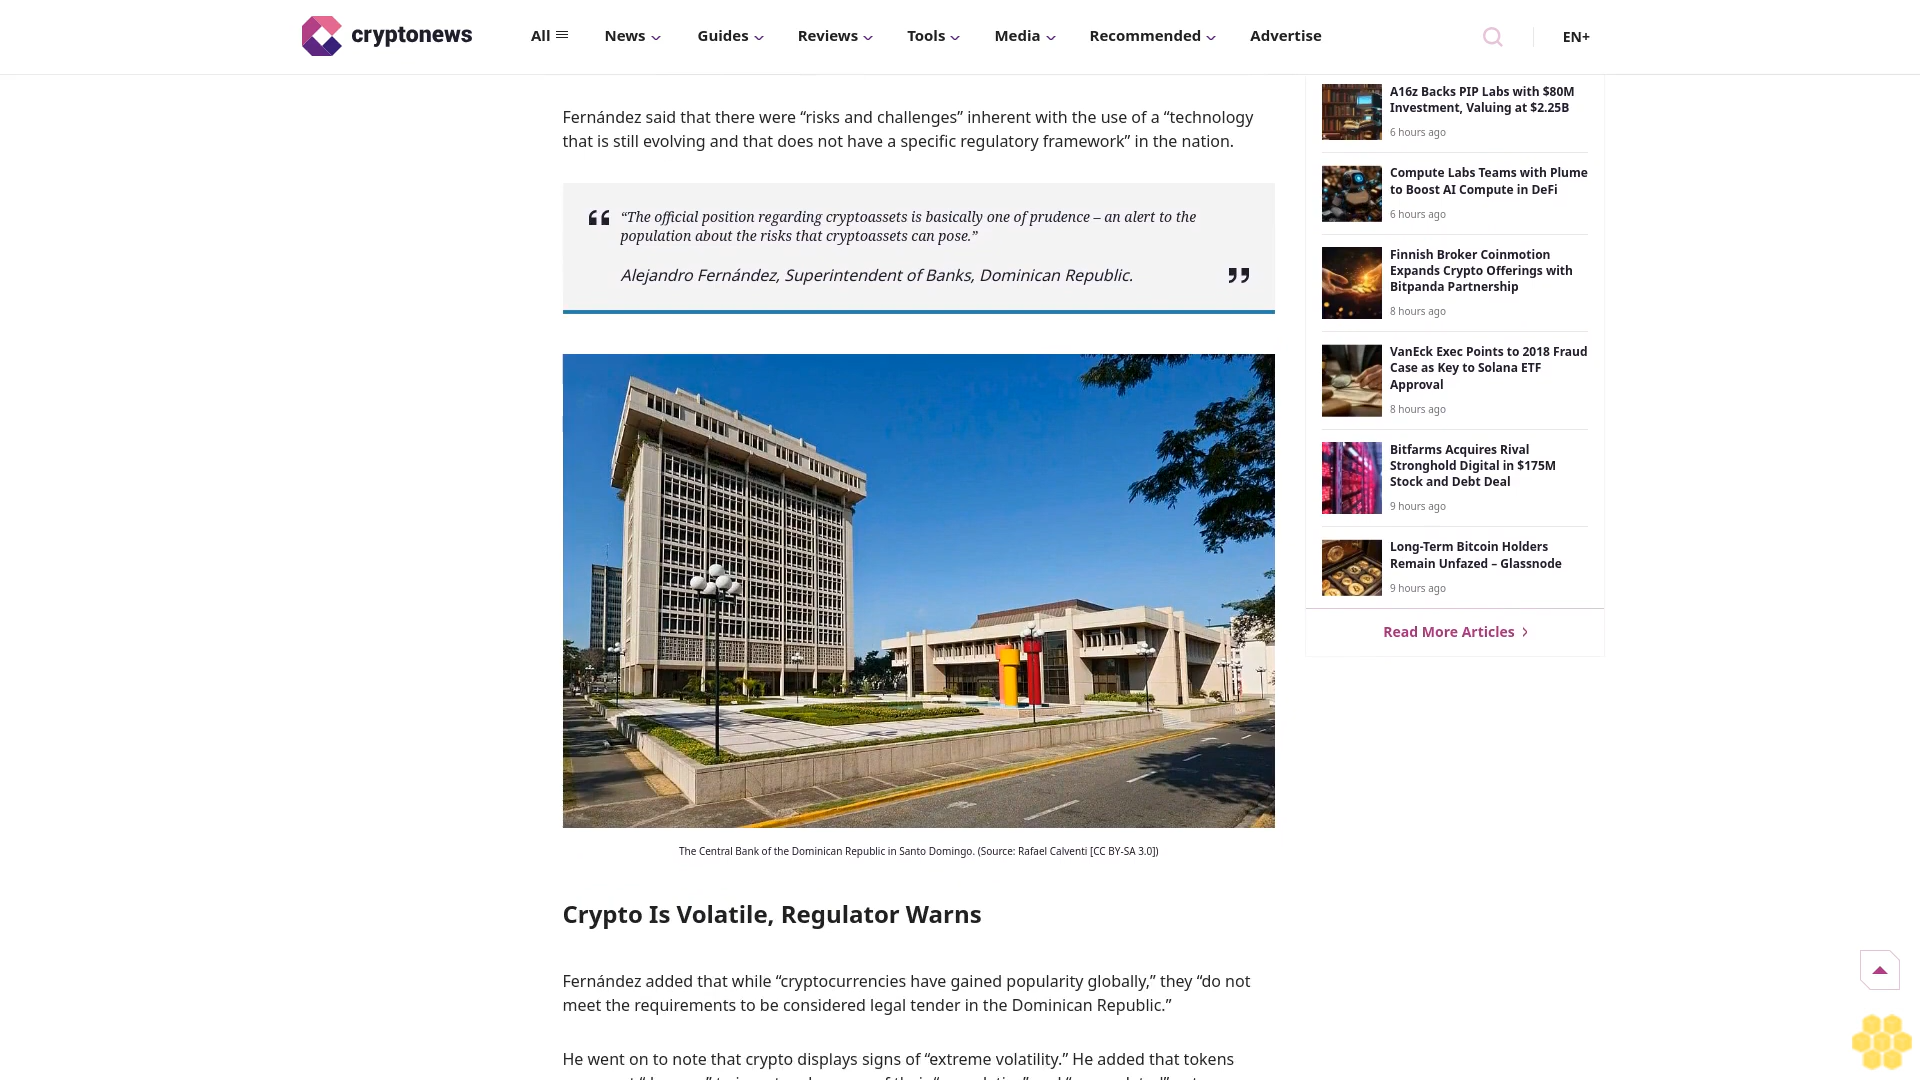 cryptonews
All
News
Guides
Reviews
Tools
Media
Recommended
Advertise
EN+
Fernández said that there were “risks and challenges” inherent with the use of a “technology
that is still evolving and that does not have a specific regulatory framework” in the nation.
“The official position regarding cryptoassets is basically one of prudence – an alert to the
population about the risks that cryptoassets can pose.”
Alejandro Fernández, Superintendent of Banks, Dominican Republic.
The Central Bank of the Dominican Republic in Santo Domingo. (Source: Rafael Calventi [CC BY-SA 3.0])
Crypto Is Volatile, Regulator Warns
Fernández added that while “cryptocurrencies have gained popularity globally,” they “do not
meet the requirements to be considered legal tender in the Dominican Republic.”
He went on to note that crypto displays signs of “extreme volatility.” He added that tokens
A16z Backs PIP Labs with $80M
Investment, Valuing at $2.25B
6 hours ago
Compute Labs Teams with Plume
to Boost AI Compute in DeFi
6 hours ago
Finnish Broker Coinmotion
Expands Crypto Offerings with
Bitpanda Partnership
8 hours ago
VanEck Exec Points to 2018 Fraud
Case as Key to Solana ETF
Approval
8 hours ago
Bitfarms Acquires Rival
Stronghold Digital in $175M
Stock and Debt Deal
9 hours ago
Long-Term Bitcoin Holders
Remain Unfazed – Glassnode
9 hours ago
Read More Articles